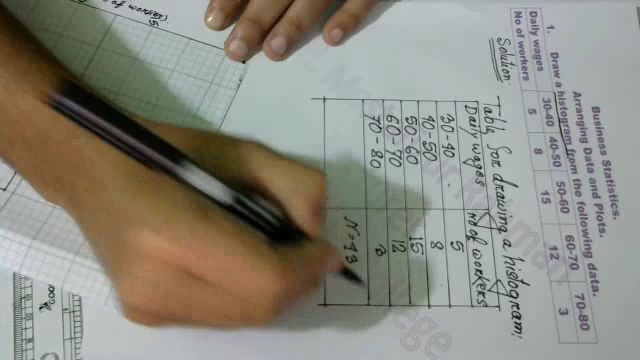 Business Statistics.
Arranging Data and Plots.
1. Draw a histogram from the following data.
Daily wages 30-40 40-50 50-60 60-70 70-80
No of workers 5 8 15 12 3
Solution: Table for drawing a histogram;
Daily wages No of workers
30-40 5
40-50 8
50-60 15
60-70 12
70-80 3
N=43